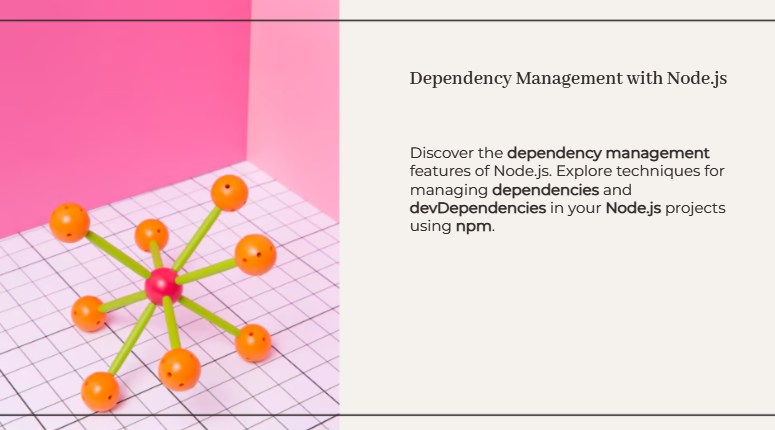 Dependency Management with Node.js
Discover the dependency management
features of Node.js. Explore techniques for
managing dependencies and
devDependencies in your Node.js projects
using npm.